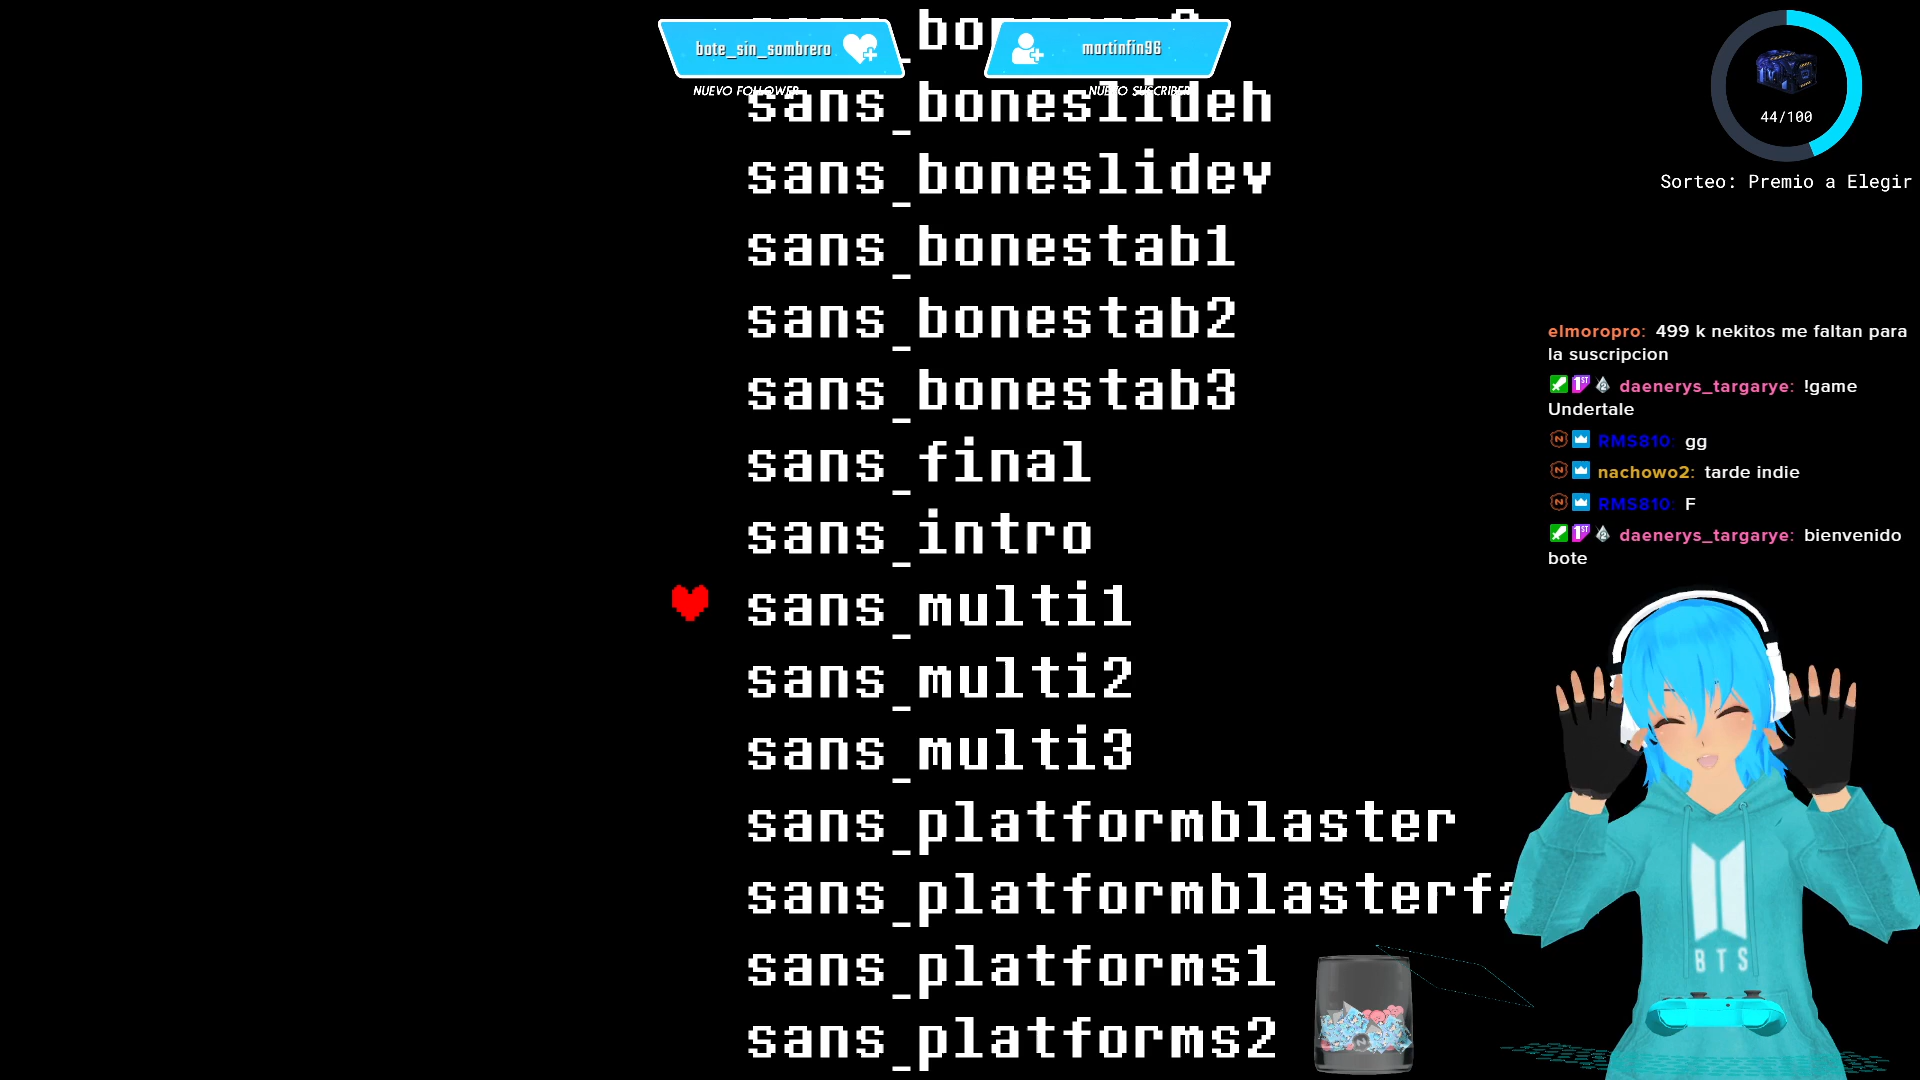 bote_sin_sombrero
martinfin96
NUEVO FOLLOWER
NUEVO SUSCRIBER
sans_boneslideh
sans_boneslidev
sans_bonestab1
sans_bonestab2
sans_bonestab3
sans_final
sans_intro
sans_multi1
sans_multi2
sans_multi3
sans_platformblaster
sans_platformblasterfa
sans_platforms1
sans_platforms2
44/100
Sorteo: Premio a Elegir
elmoropro: 499 k nekitos me faltan para
la suscripcion
daenerys_targarye: !game
Undertale
RMS810: gg
nachowo2: tarde indie
RMS810: F
daenerys_targarye: bienvenido
bote
BTS